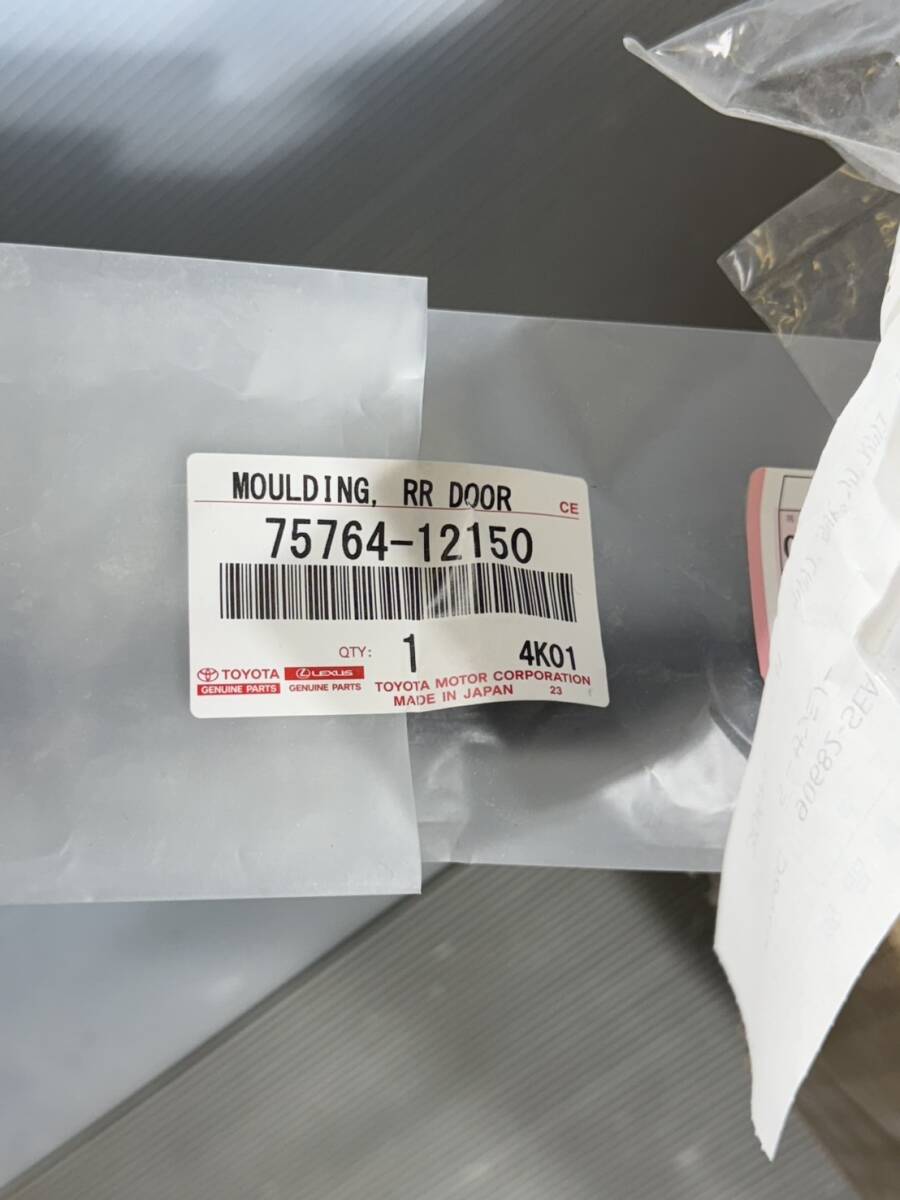 MOULDING, RR DOOR
CE
75764-12150
QTY: 1 4K01
TOYOTA LEXUS
GENUINE PARTS GENUINE PARTS
TOYOTA MOTOR CORPORATION
MADE IN JAPAN 23